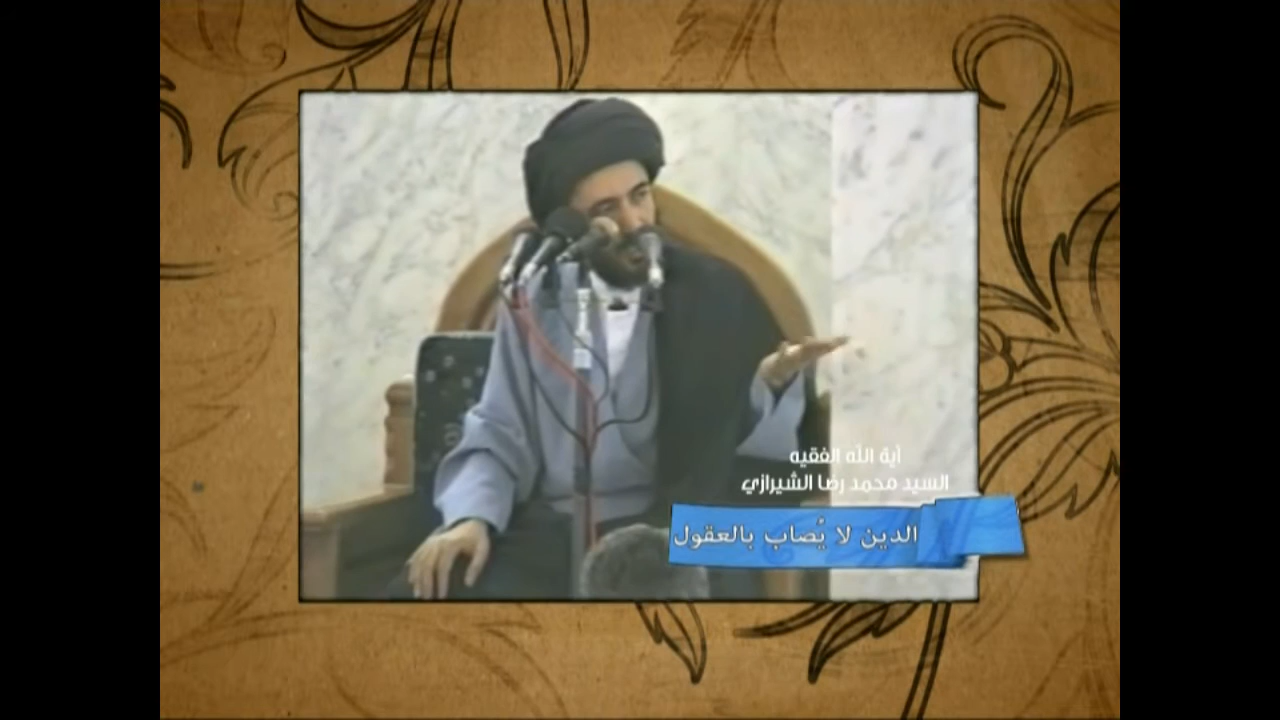 آية الله الفقيه
السيد محمد رضا الشيرازي
الدين لا يُصاب بالعقول